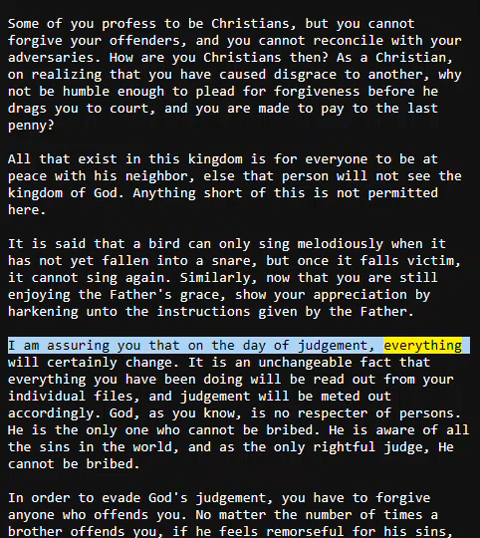 Some of you profess to be Christians, but you cannot
forgive your offenders, and you cannot reconcile with your
adversaries. How are you Christians then? As a Christian,
on realizing that you have caused disgrace to another, why
not be humble enough to plead for forgiveness before he
drags you to court, and you are made to pay to the last
penny?

All that exist in this kingdom is for everyone to be at
peace with his neighbor, else that person will not see the
kingdom of God. Anything short of this is not permitted
here.

It is said that a bird can only sing melodiously when it
has not yet fallen into a snare, but once it falls victim,
it cannot sing again. Similarly, now that you are still
enjoying the Father's grace, show your appreciation by
harkening unto the instructions given by the Father.

I am assuring you that on the day of judgement, everything
will certainly change. It is an unchangeable fact that
everything you have been doing will be read out from your
individual files, and judgement will be meted out
accordingly. God, as you know, is no respecter of persons.
He is the only one who cannot be bribed. He is aware of all
the sins in the world, and as the only rightful judge, He
cannot be bribed.

In order to evade God's judgement, you have to forgive
anyone who offends you. No matter the number of times a
brother offends you, if he feels remorseful for his sins,